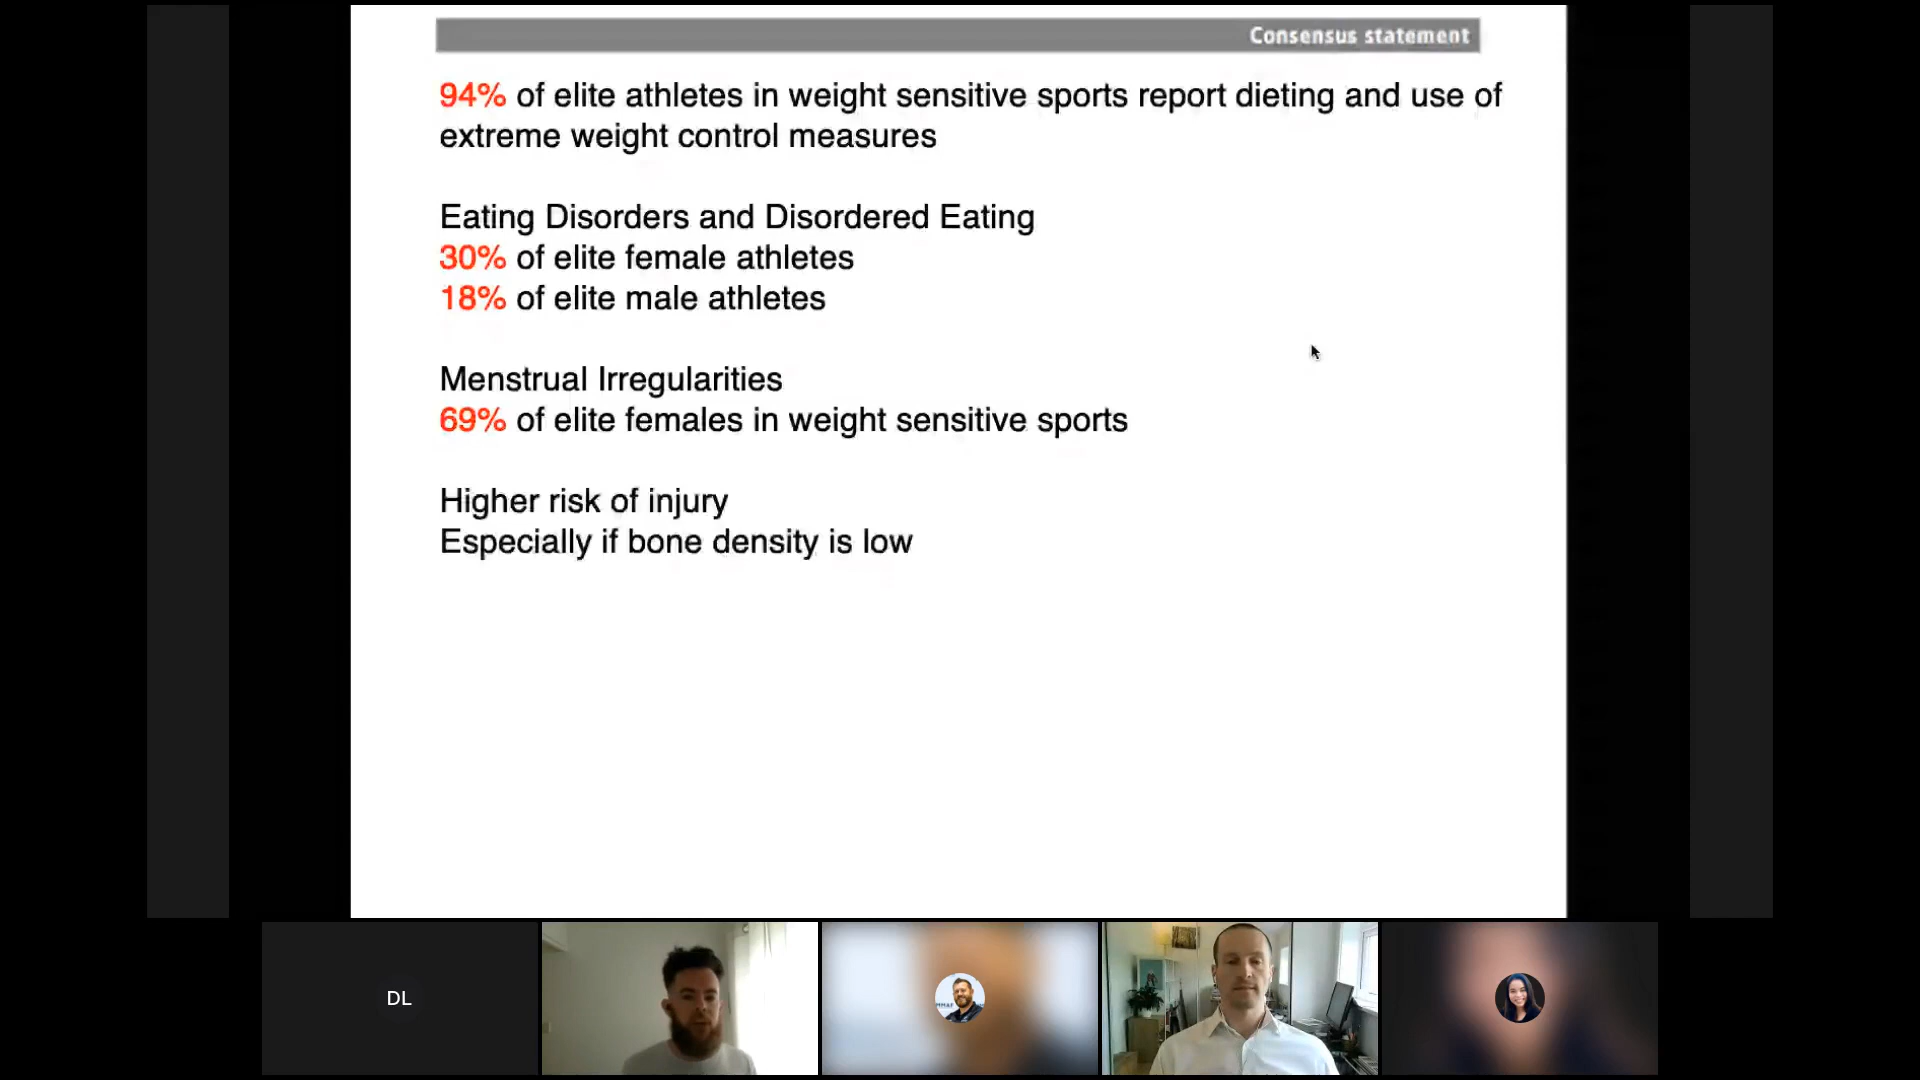 Consensus statement
94% of elite athletes in weight sensitive sports report dieting and use of
extreme weight control measures
Eating Disorders and Disordered Eating
30% of elite female athletes
18% of elite male athletes
Menstrual Irregularities
69% of elite females in weight sensitive sports
Higher risk of injury
Especially if bone density is low
DL